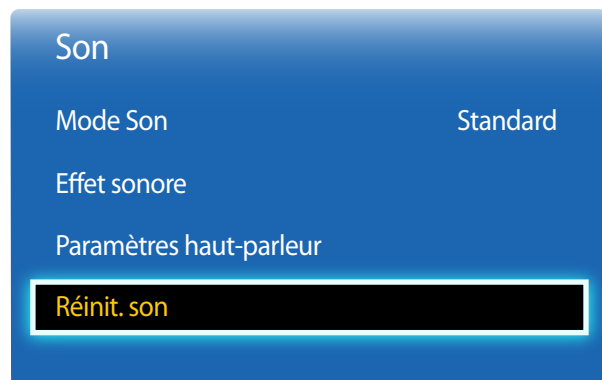 Son
Mode Son Standard
Effet sonore
Paramètres haut-parleur
Réinit. son